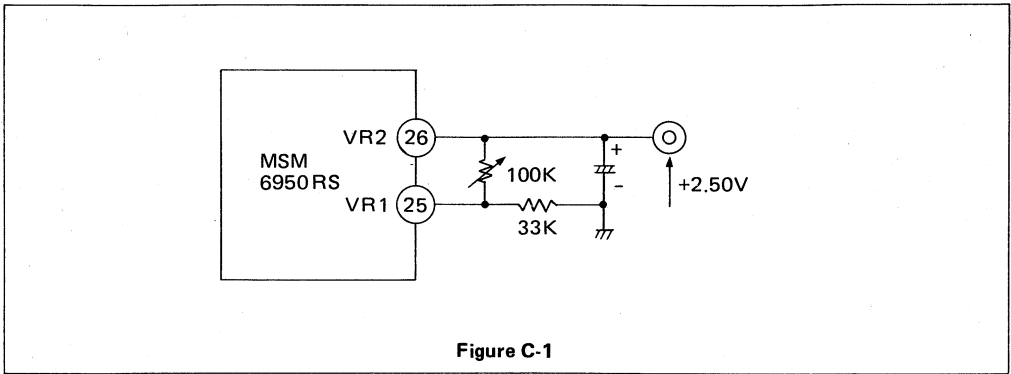 VR2 26
MSM
6950RS
VR1 25
100K
33K
+
-
+2.50V
Figure C-1